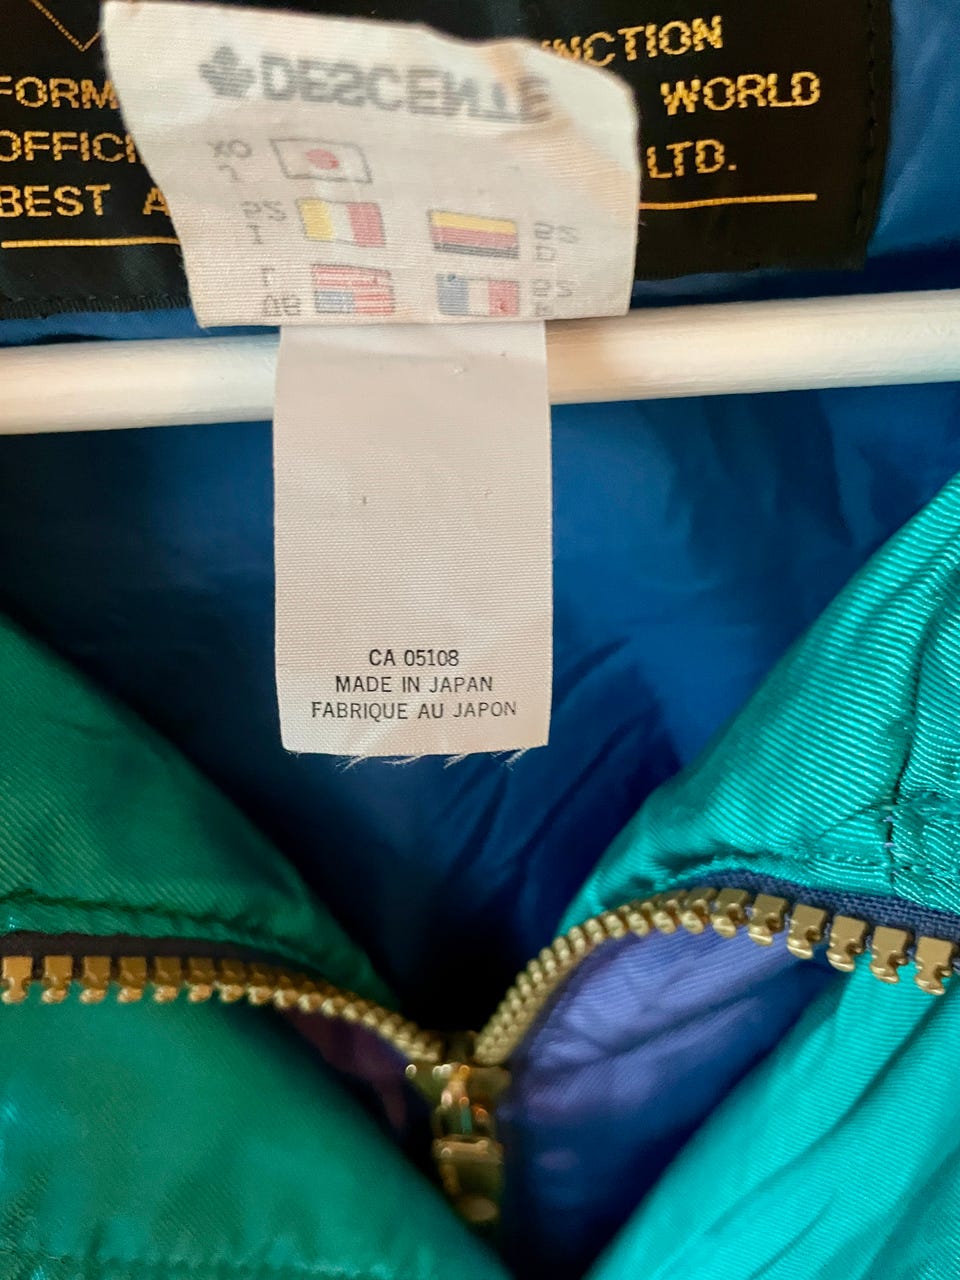 NCTION
FORM WORLD
OFFICI LTD.
BEST A
DESCENTE
CA 05108
MADE IN JAPAN
FABRIQUE AU JAPON